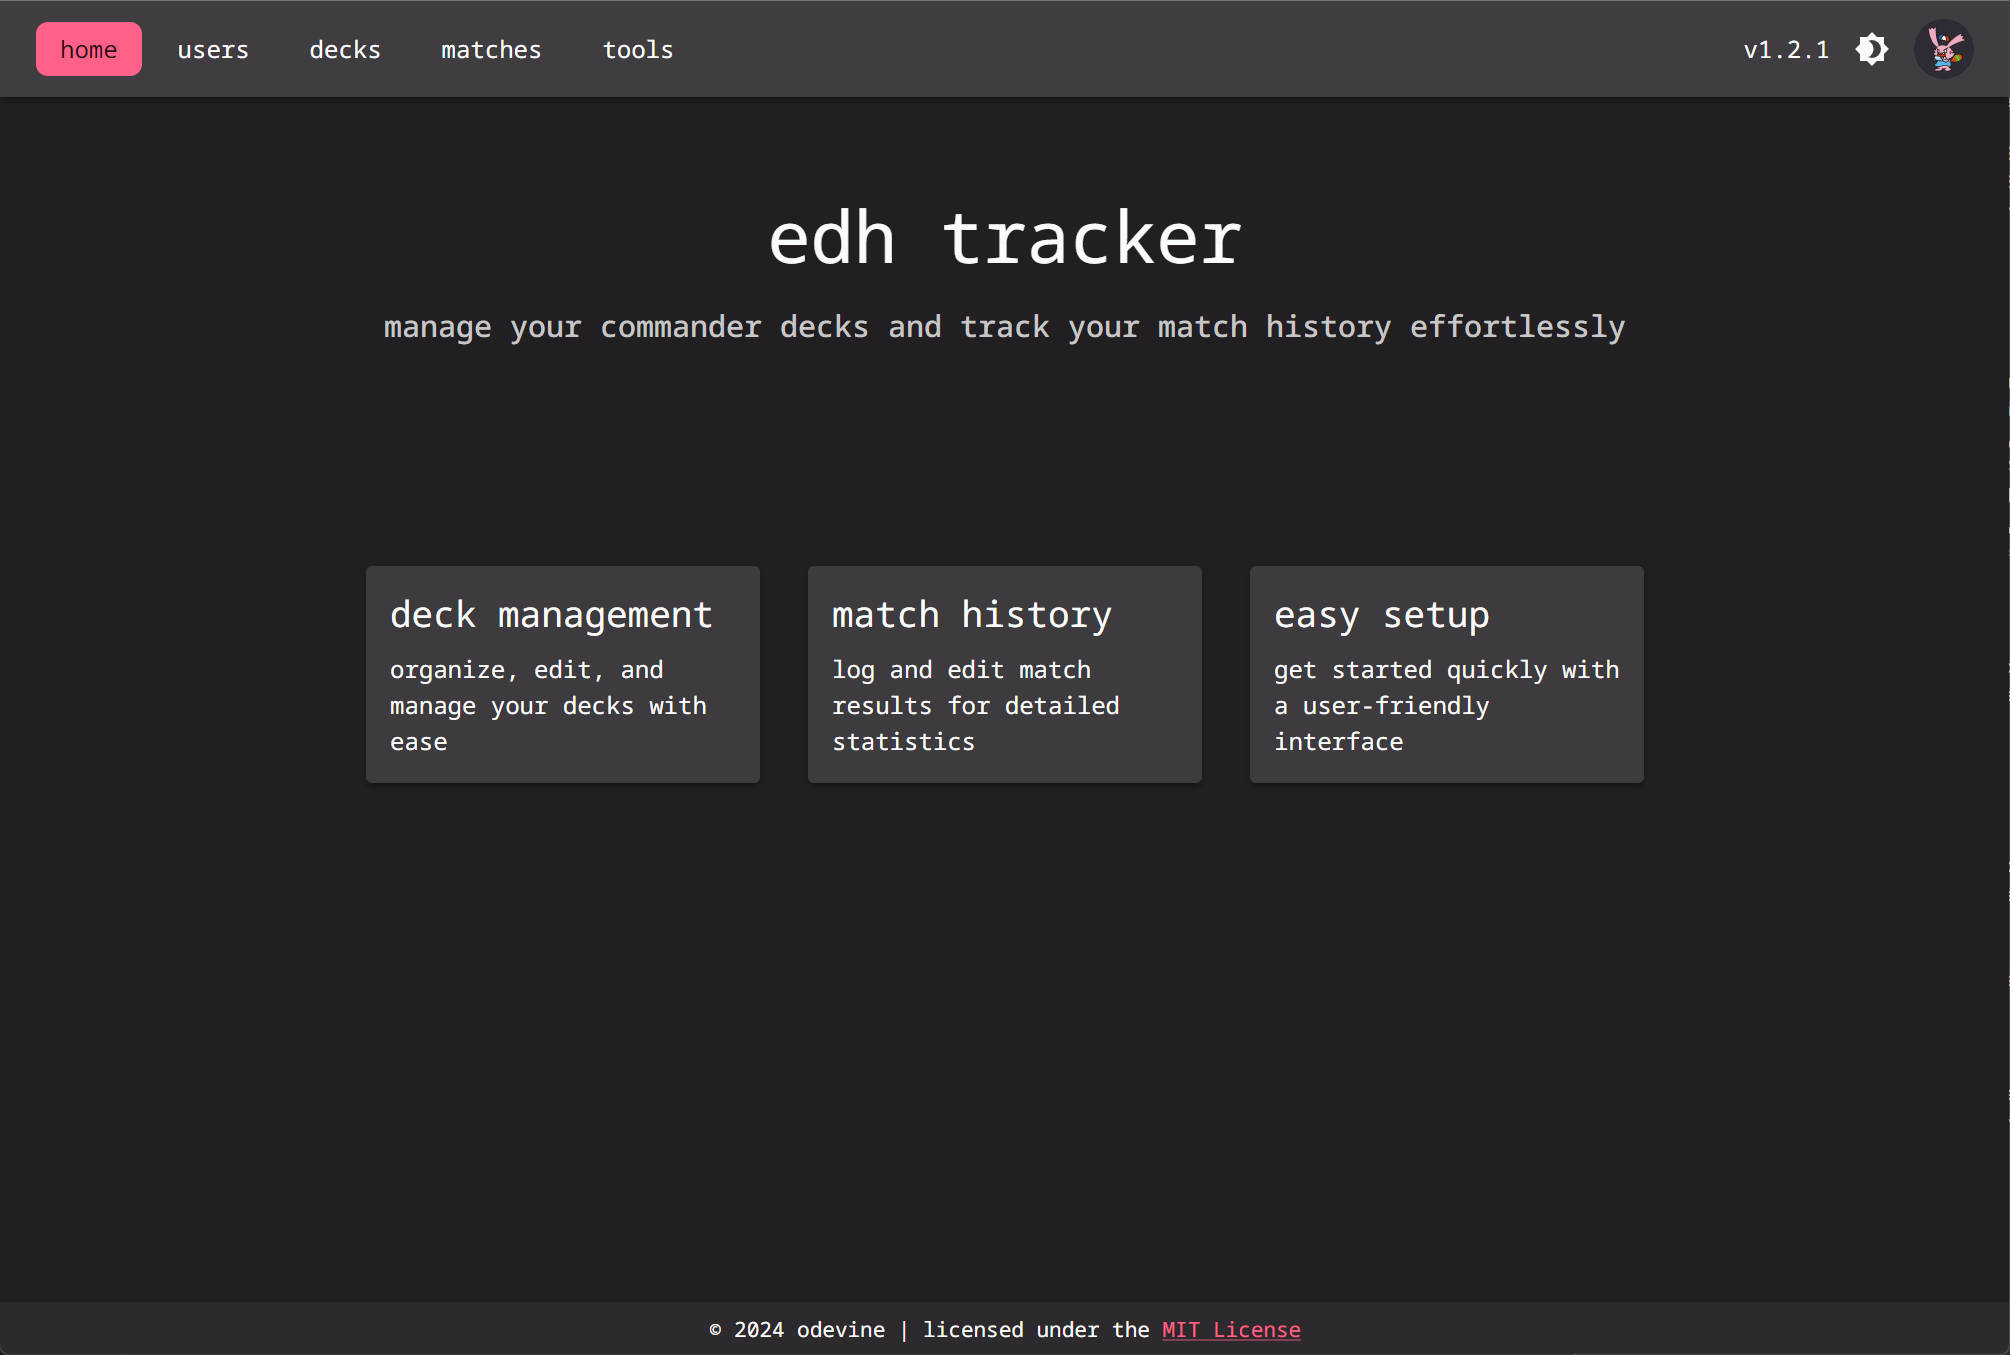 home users decks matches tools v1.2.1
edh tracker
manage your commander decks and track your match history effortlessly
deck management
organize, edit, and
manage your decks with
ease
match history
log and edit match
results for detailed
statistics
easy setup
get started quickly with
a user-friendly
interface
© 2024 odevine | licensed under the MIT License